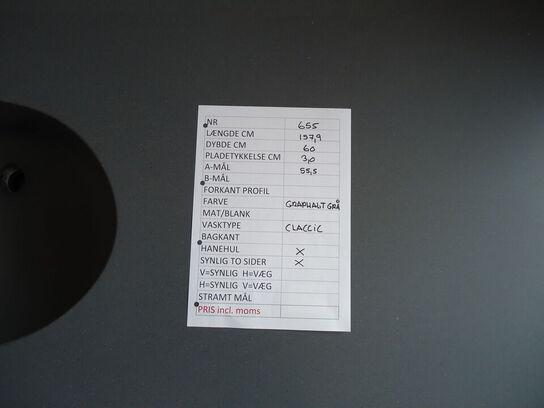 NR 655
LÆNGDE CM 157,9
DYBDE CM 60
PLADETYKKELSE CM 3,0
A-MÅL 55,5
B-MÅL
FORKANT PROFIL
FARVE GRAPHALT GRÅ
MAT/BLANK
VASKTYPE CLACCIC
BAGKANT
HANEHUL X
SYNLIG TO SIDER X
V=SYNLIG H=VÆG
H=SYNLIG V=VÆG
STRAMT MÅL
PRIS incl. moms